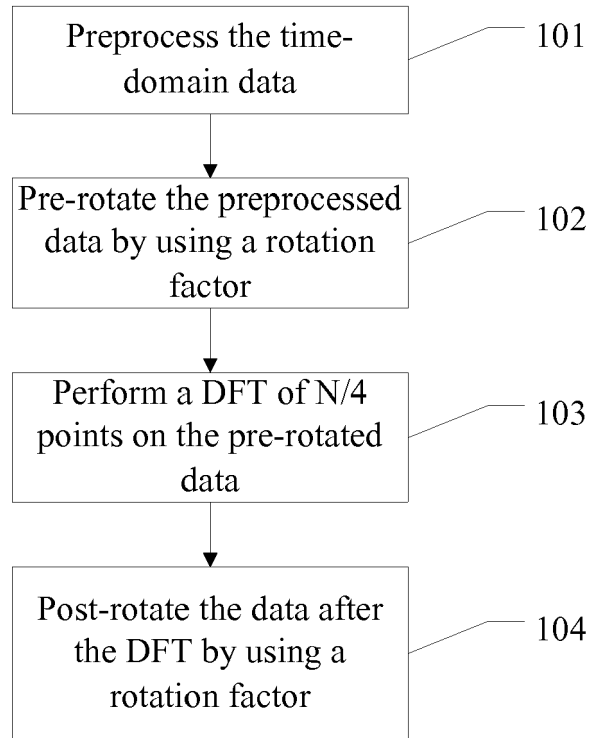 Preprocess the time-
domain data
101
Pre-rotate the preprocessed
data by using a rotation
factor
102
Perform a DFT of N/4
points on the pre-rotated
data
103
Post-rotate the data after
the DFT by using a
rotation factor
104